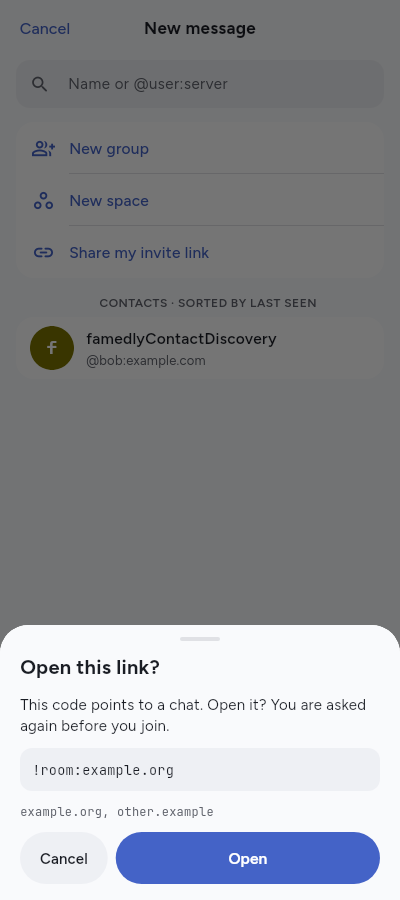 Cancel
New message
Name or @user:server
New group
New space
Share my invite link
CONTACTS · SORTED BY LAST SEEN
f
famedlyContactDiscovery
@bob:example.com
Open this link?
This code points to a chat. Open it? You are asked
again before you join.
!room:example.org
example.org, other.example
Cancel
Open